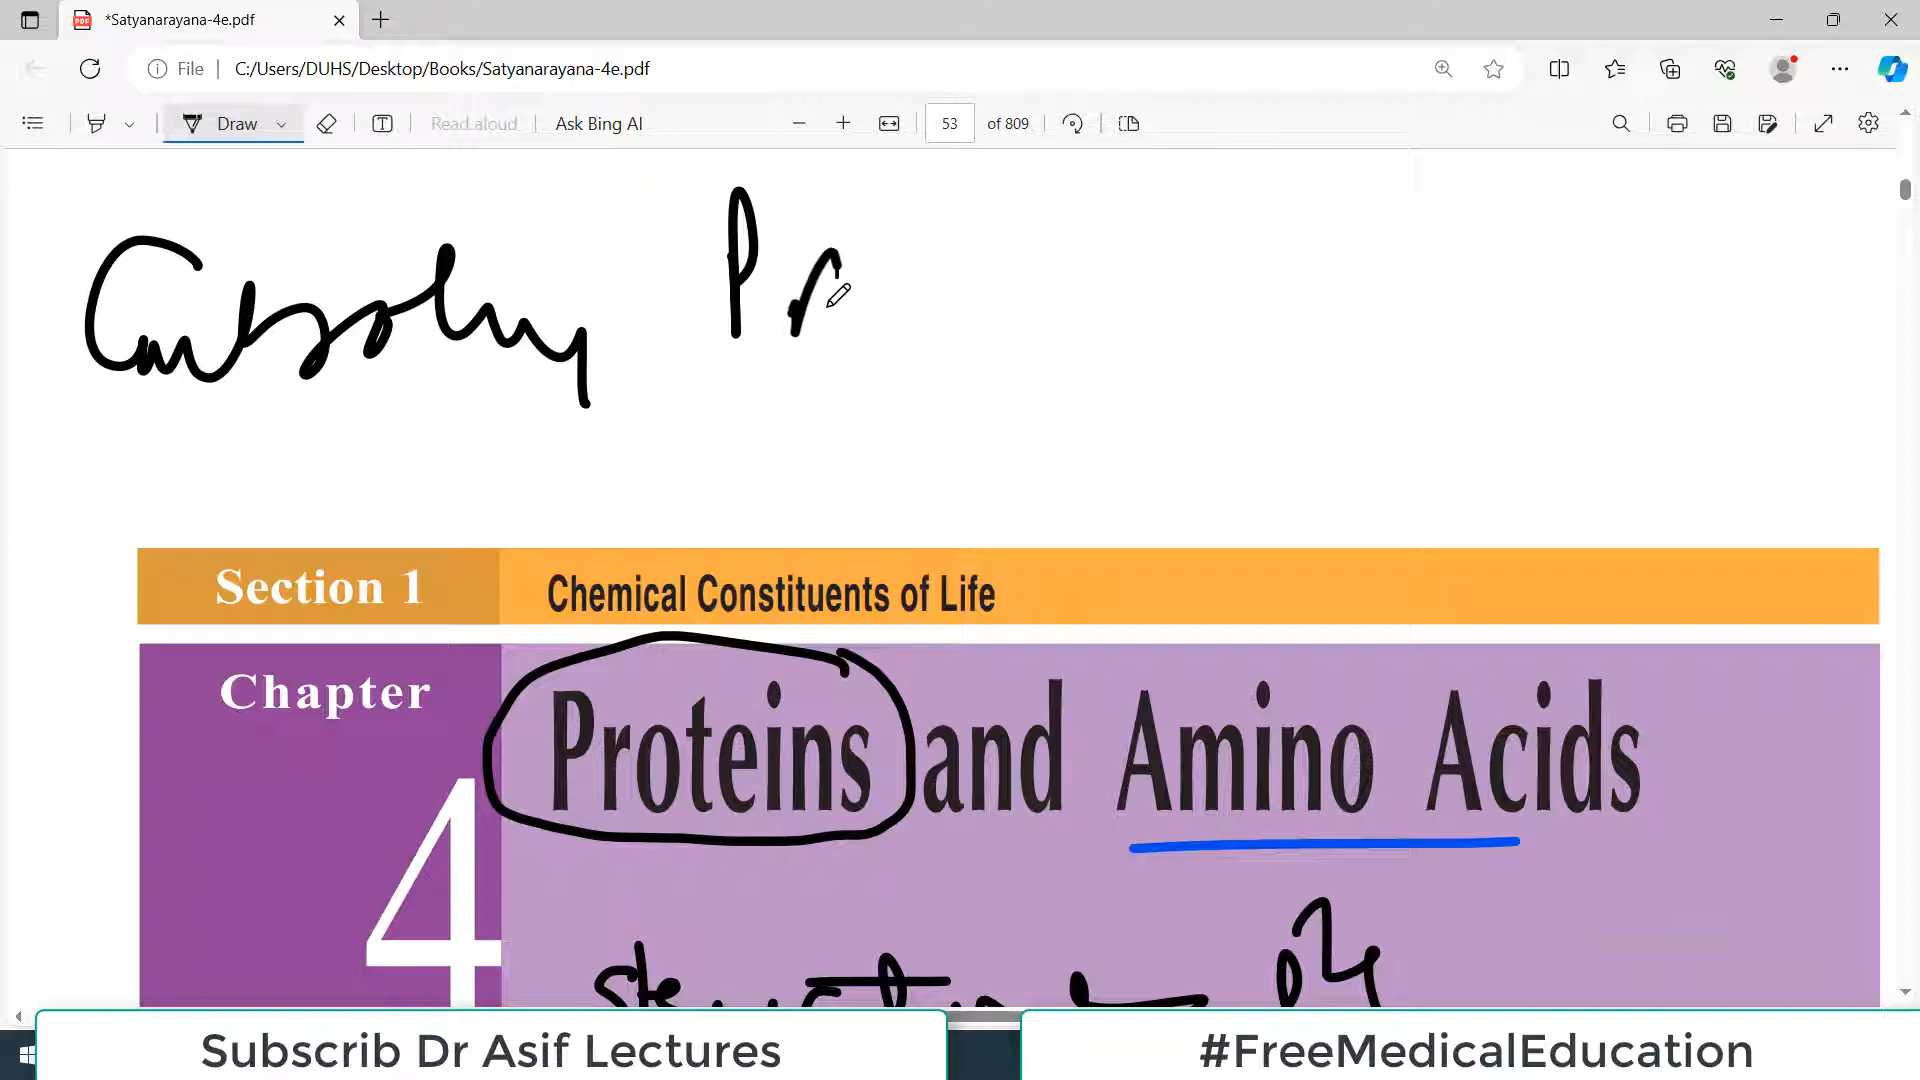 *Satyanarayana-4e.pdf
File C:/Users/DUHS/Desktop/Books/Satyanarayana-4e.pdf
Draw Read aloud Ask Bing AI 53 of 809
Pr
Section 1 Chemical Constituents of Life
Chapter 4 Proteins and Amino Acids
Subscrib Dr Asif Lectures #FreeMedicalEducation